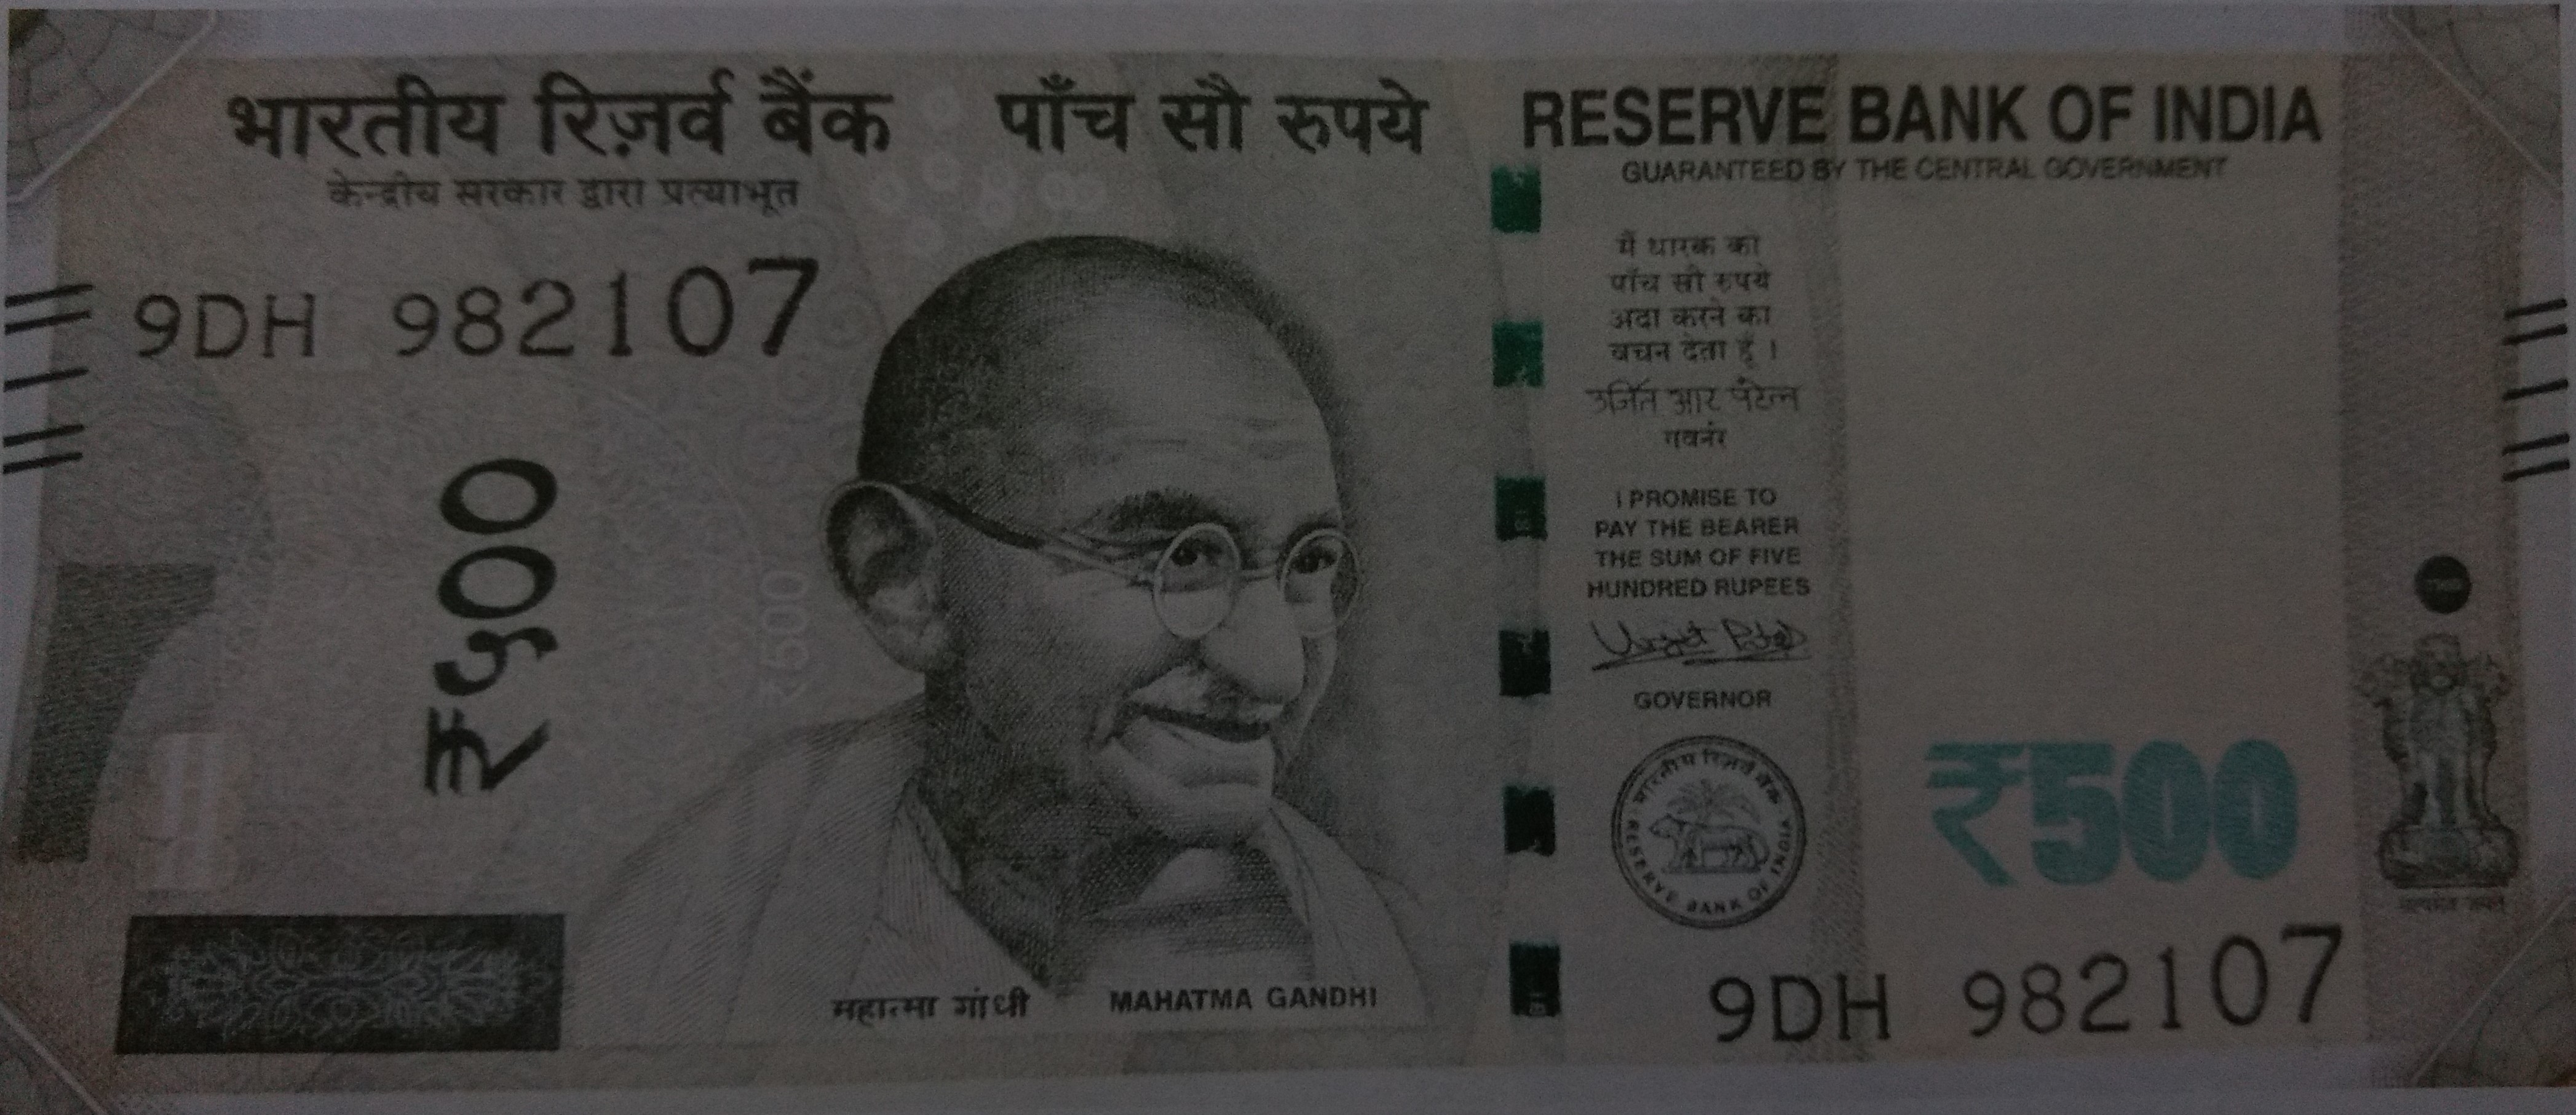 भारतीय रिज़र्व बैंक पाँच सौ रुपये RESERVE BANK OF INDIA
केन्द्रीय सरकार द्वारा प्रत्याभूत
GUARANTEED BY THE CENTRAL GOVERNMENT
9DH 982107
₹५००
₹500
मैं धारक को
पाँच सौ रुपये
अदा करने का
वचन देता हूँ ।
उर्जित आर पटेल
गवर्नर
I PROMISE TO
PAY THE BEARER
THE SUM OF FIVE
HUNDRED RUPEES
Urjit Patel
GOVERNOR
भारतीय रिज़र्व बैंक
RESERVE BANK OF INDIA
₹500
सत्यमेव जयते
महात्मा गांधी MAHATMA GANDHI
9DH 982107